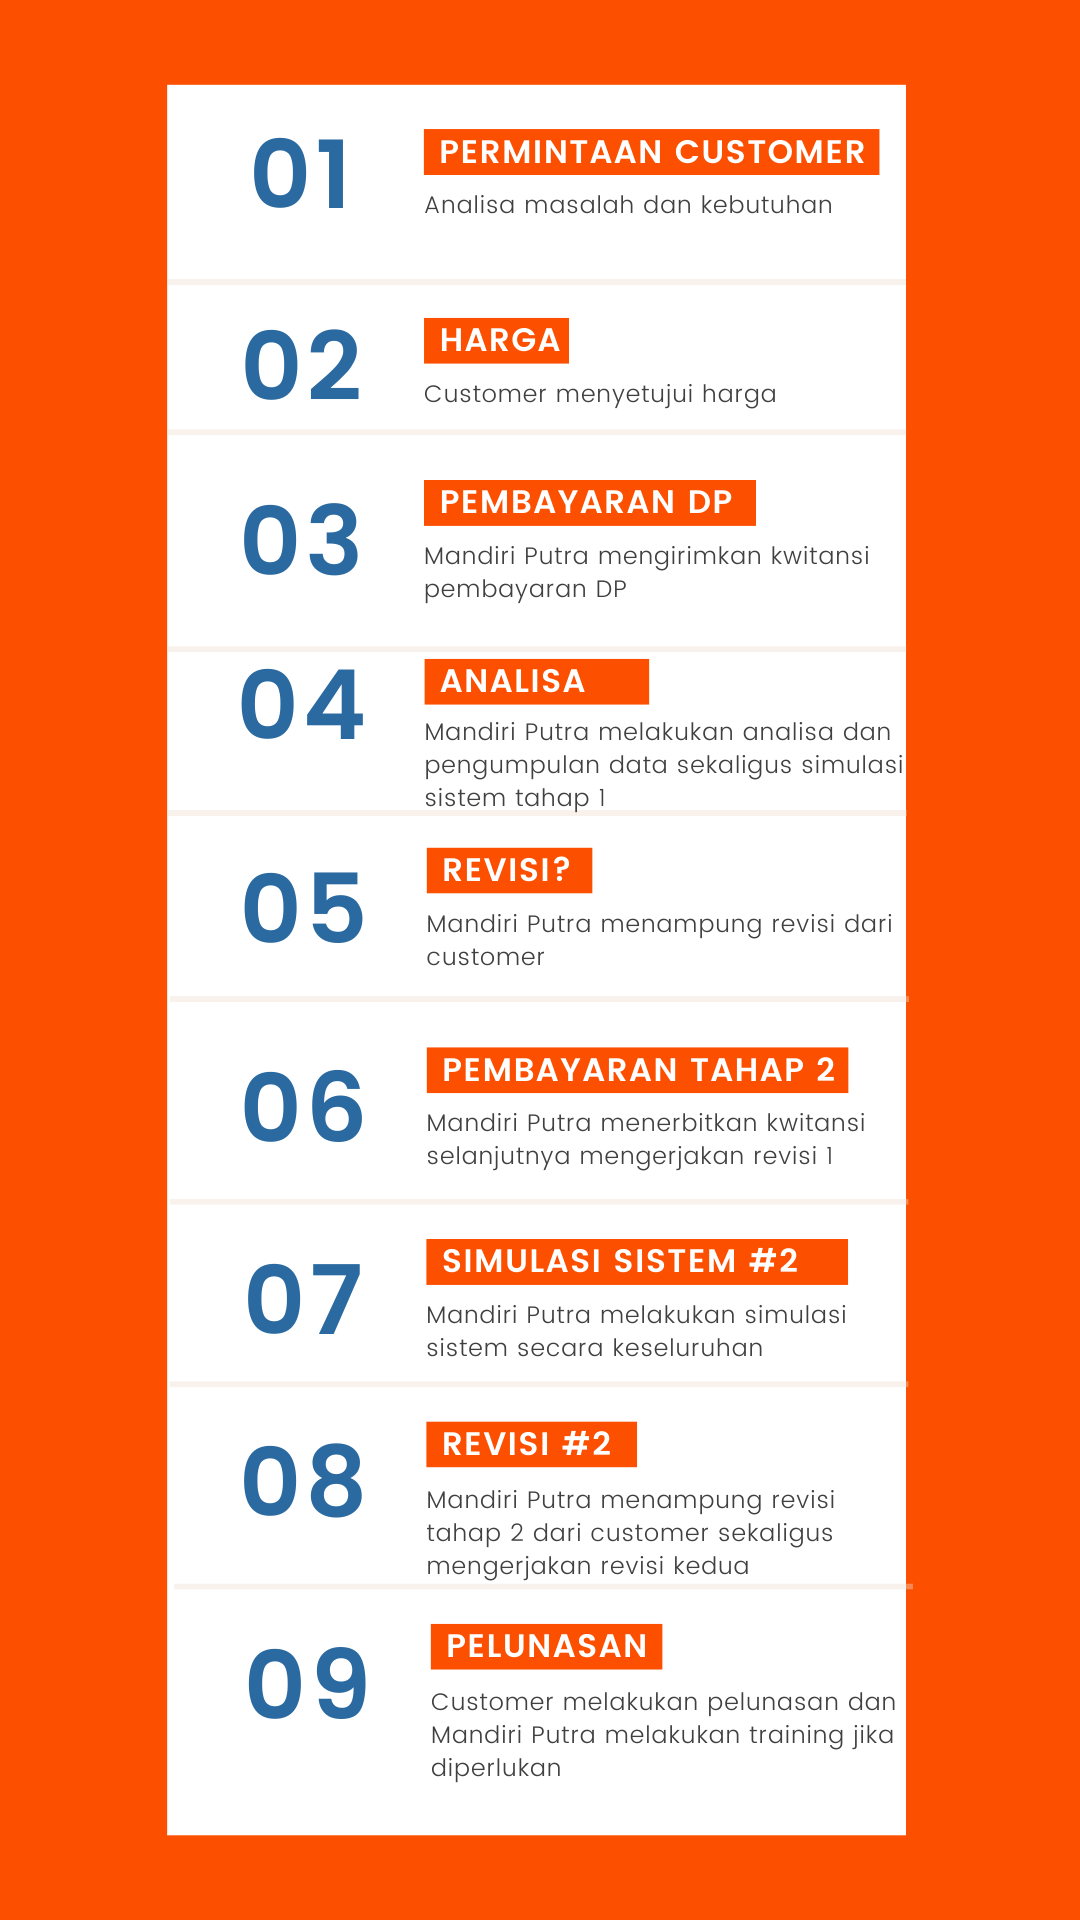 01
PERMINTAAN CUSTOMER
Analisa masalah dan kebutuhan
02
HARGA
Customer menyetujui harga
03
PEMBAYARAN DP
Mandiri Putra mengirimkan kwitansi
pembayaran DP
04
ANALISA
Mandiri Putra melakukan analisa dan
pengumpulan data sekaligus simulasi
sistem tahap 1
05
REVISI?
Mandiri Putra menampung revisi dari
customer
06
PEMBAYARAN TAHAP 2
Mandiri Putra menerbitkan kwitansi
selanjutnya mengerjakan revisi 1
07
SIMULASI SISTEM #2
Mandiri Putra melakukan simulasi
sistem secara keseluruhan
08
REVISI #2
Mandiri Putra menampung revisi
tahap 2 dari customer sekaligus
mengerjakan revisi kedua
09
PELUNASAN
Customer melakukan pelunasan dan
Mandiri Putra melakukan training jika
diperlukan